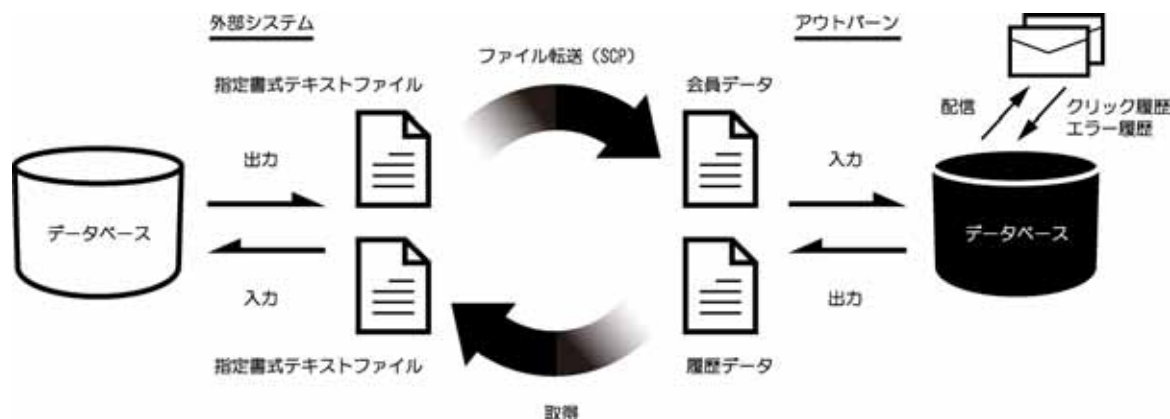 外部システム
アウトバーン
ファイル転送（SCP）
指定書式テキストファイル
会員データ
配信
クリック履歴
エラー履歴
出力
入力
データベース
データベース
入力
出力
指定書式テキストファイル
履歴データ
取得